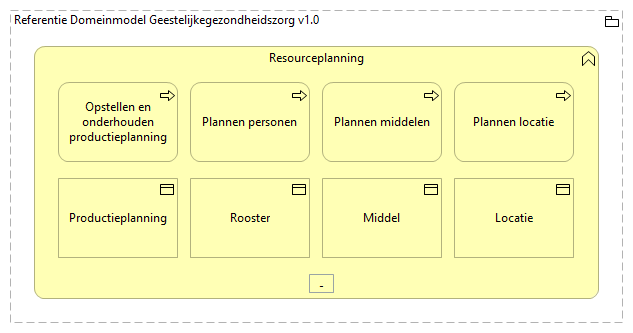 Referentie Domeinmodel Geestelijkegezondheidszorg v1.0
Resourceplanning
Opstellen en
onderhouden
productieplanning
Plannen personen
Plannen middelen
Plannen locatie
Productieplanning
Rooster
Middel
Locatie
-